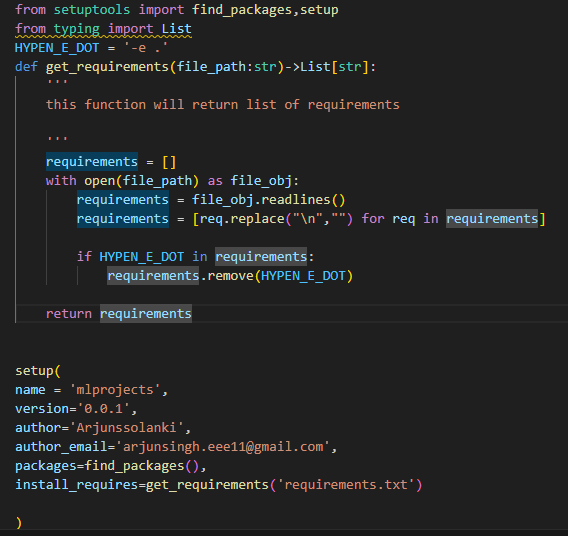 from setuptools import find_packages,setup
from typing import List
HYPEN_E_DOT = '-e .'
def get_requirements(file_path:str)->List[str]:
    '''
    this function will return list of requirements

    '''
    requirements = []
    with open(file_path) as file_obj:
        requirements = file_obj.readlines()
        requirements = [req.replace("\n","") for req in requirements]

        if HYPEN_E_DOT in requirements:
            requirements.remove(HYPEN_E_DOT)

    return requirements


setup(
name = 'mlprojects',
version='0.0.1',
author='Arjunssolanki',
author_email='arjunsingh.eee11@gmail.com',
packages=find_packages(),
install_requires=get_requirements('requirements.txt')

)